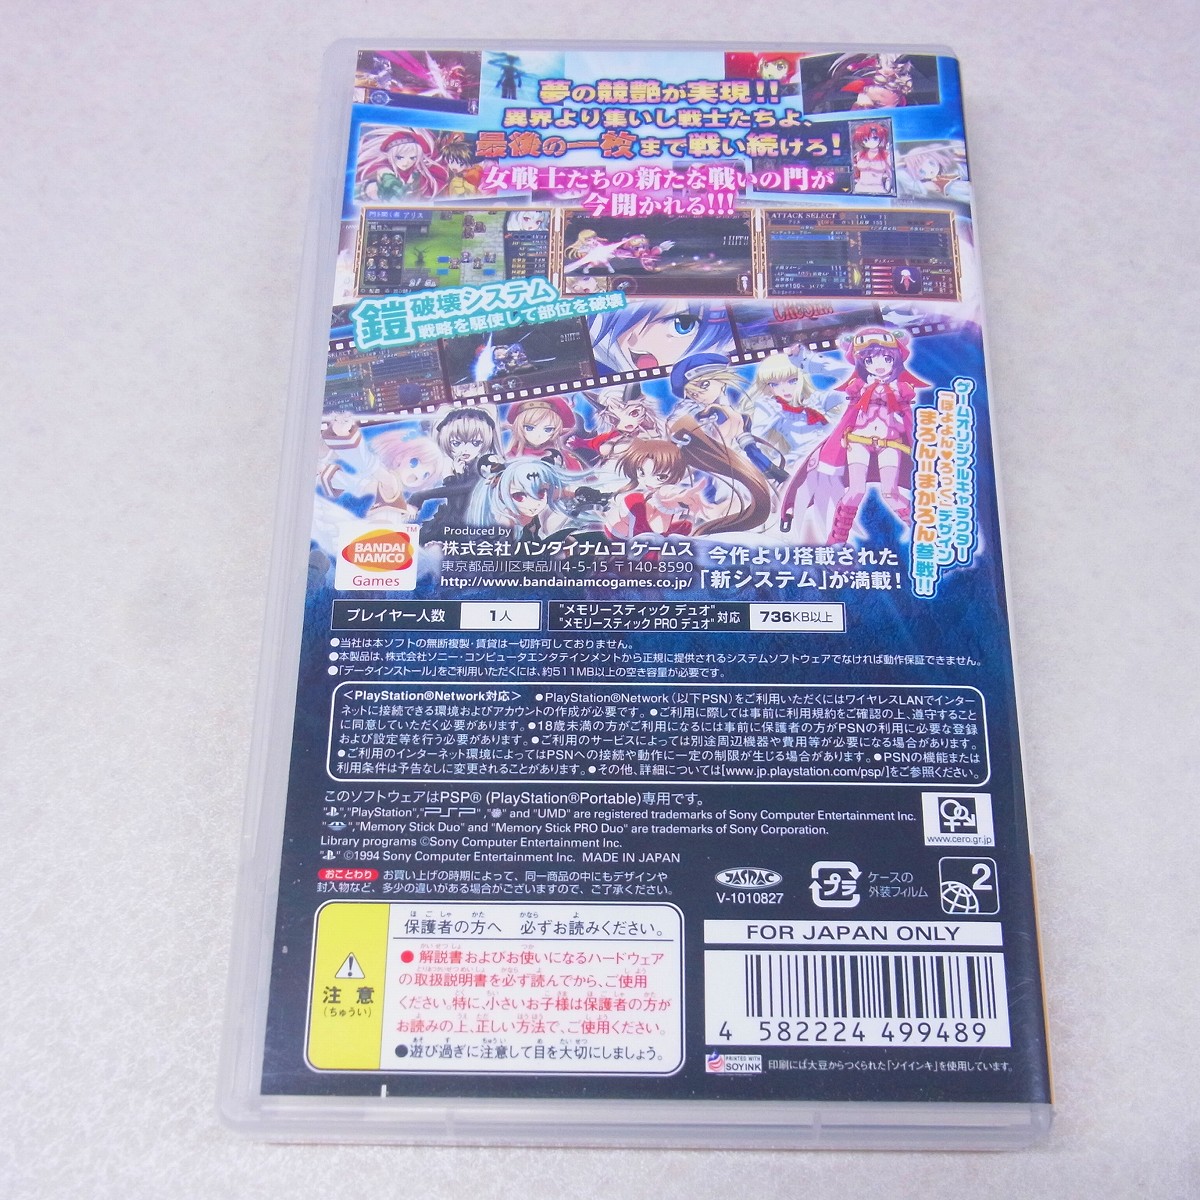 夢の競艶が実現!!
異界より集いし戦士たちよ、
最後の一枚まで戦い続けろ!
女戦士たちの新たな戦いの門が
今開かれる!!!
門を開く者 アリス
ATTACK SELECT
鎧破壊システム
戦略を駆使して部位を破壊
ゲームオリジナルキャラクター
「ぽよよん♥ろっく」デザイン
まろん=まかろん参戦!!
BANDAI
NAMCO
Games
TM
Produced by
株式会社 バンダイナムコ ゲームス
東京都品川区東品川4-5-15 〒140-8590
http://www.bandainamcogames.co.jp/
今作より搭載された
「新システム」が満載!
プレイヤー人数 1人
"メモリースティック デュオ"
"メモリースティック PRO デュオ" 対応 736KB以上
●当社は本ソフトの無断複製・賃貸は一切許可しておりません。
●本製品は、株式会社ソニー・コンピュータエンタテインメントから正規に提供されるシステムソフトウェアでなければ動作保証できません。
●「データインストール」をご利用いただくには、約511MB以上の空き容量が必要です。
<PlayStation®Network対応> ●PlayStation®Network (以下PSN)をご利用いただくにはワイヤレスLANでインター
ネットに接続できる環境およびアカウントの作成が必要です。●ご利用に際しては事前に利用規約をご確認の上、遵守すること
に同意していただく必要があります。●18歳未満の方がご利用になるには事前に保護者の方がPSNの利用に必要な登録
および設定等を行う必要があります。●ご利用のサービスによっては別途周辺機器や費用等が必要になる場合があります。
●ご利用のインターネット環境によってはPSNへの接続や動作に一定の制限が生じる場合があります。●PSNの機能または
利用条件は予告なしに変更されることがあります。●その他、詳細については[www.jp.playstation.com/psp/]をご参照ください。
このソフトウェアはPSP® (PlayStation®Portable)専用です。
"PlayStation", "PSP", and "UMD" are registered trademarks of Sony Computer Entertainment Inc.
"Memory Stick Duo" and "Memory Stick PRO Duo" are trademarks of Sony Corporation.
Library programs ©Sony Computer Entertainment Inc.
©1994 Sony Computer Entertainment Inc. MADE IN JAPAN
www.cero.gr.jp
おことわり お買い上げの時期によって、同一商品の中にもデザインや
封入物など、多少の違いがある場合がございますので、ご了承ください。
JASRAC
V-1010827
プラ
ケースの
外装フィルム
2
注意
(ちゅうい)
保護者の方へ 必ずお読みください。
●解説書およびお使いになるハードウェア
の取扱説明書を必ず読んでから、ご使用
ください。特に、小さいお子様は保護者の方が
お読みの上、正しい方法で、ご使用ください。
●遊び過ぎに注意して目を大切にしましょう。
FOR JAPAN ONLY
4 582224 499489
PRINTED WITH
SOY INK
印刷には大豆からつくられた「ソイインキ」を使用しています。